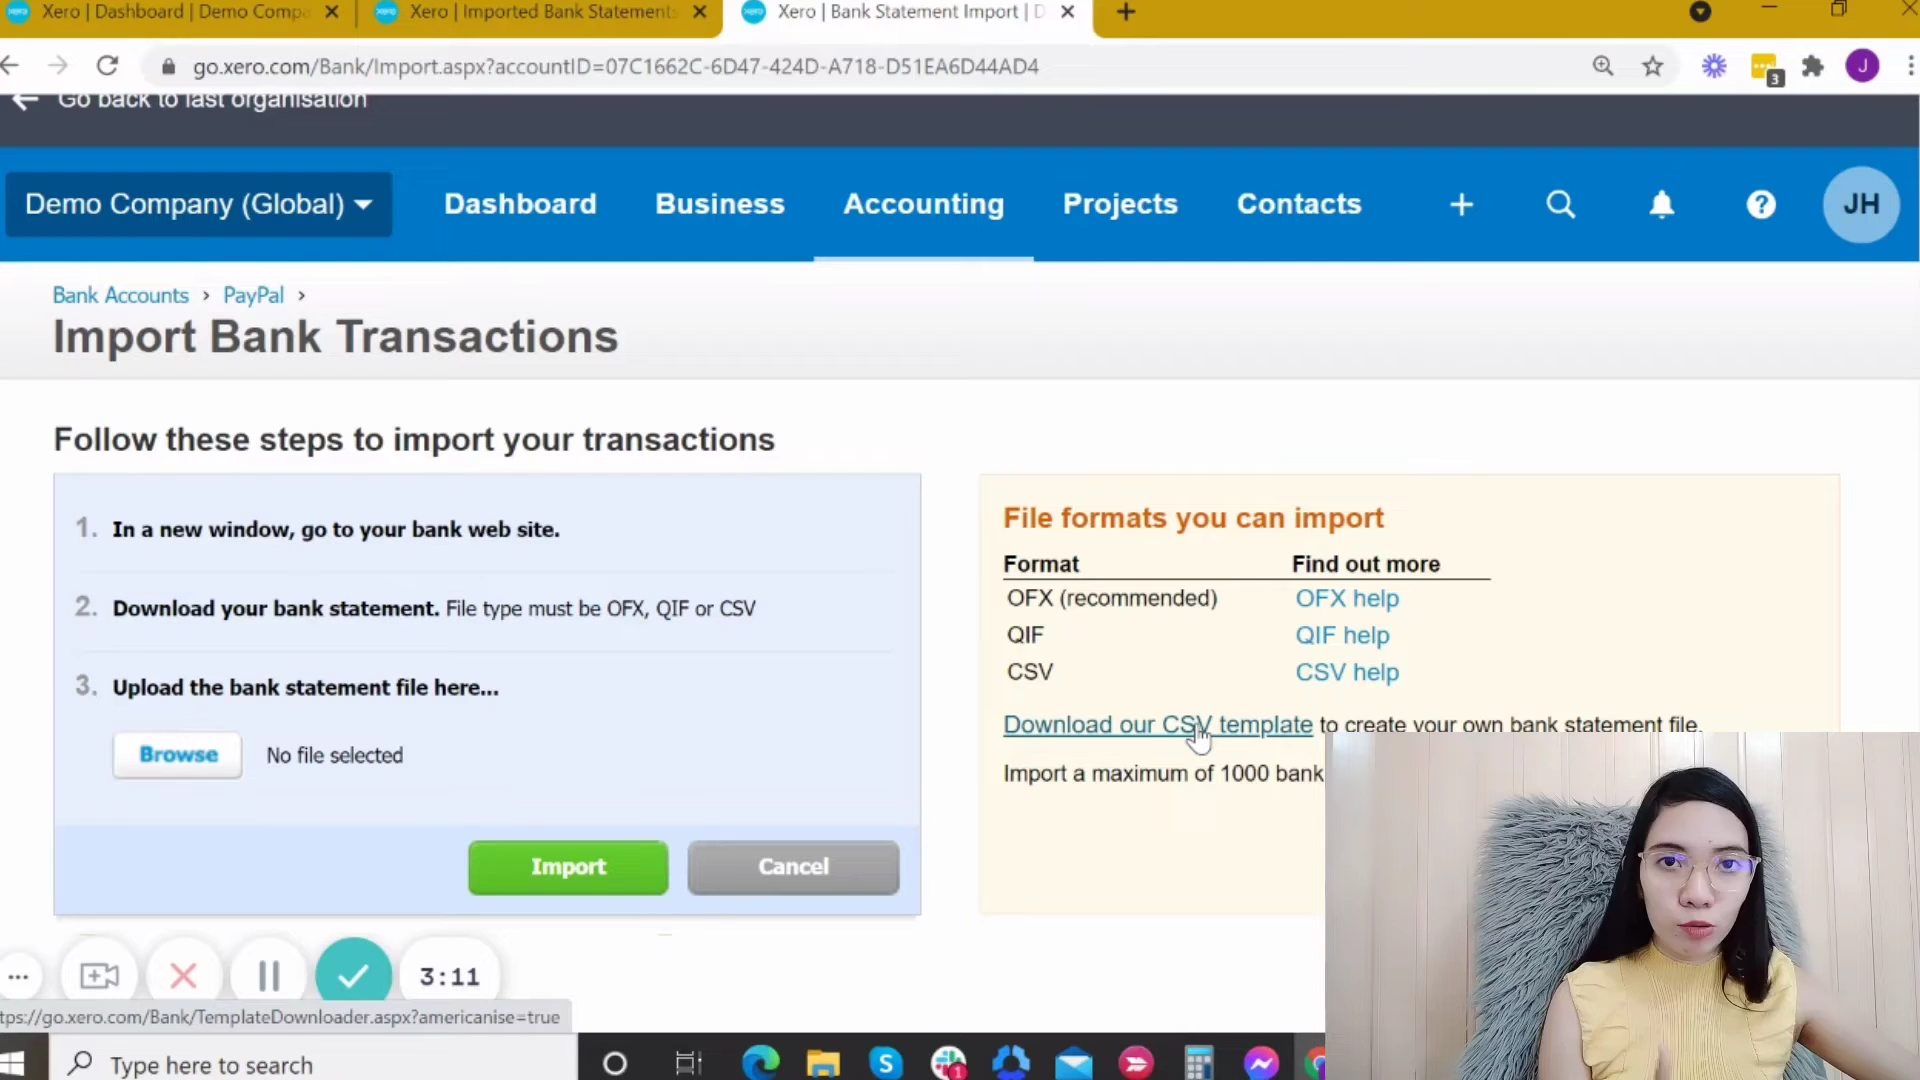 Xero | Dashboard | Demo Compa
Xero | Imported Bank Statements
Xero | Bank Statement Import | D
go.xero.com/Bank/Import.aspx?accountID=07C1662C-6D47-424D-A718-D51EA6D44AD4
3
J
Go back to last organisation
Demo Company (Global)
Dashboard
Business
Accounting
Projects
Contacts
JH
Bank Accounts › PayPal ›
Import Bank Transactions
Follow these steps to import your transactions
1. In a new window, go to your bank web site.
2. Download your bank statement. File type must be OFX, QIF or CSV
3. Upload the bank statement file here...
Browse No file selected
Import Cancel
File formats you can import
Format Find out more
OFX (recommended) OFX help
QIF QIF help
CSV CSV help
Download our CSV template to create your own bank statement file.
Import a maximum of 1000 bank
3:11
tps://go.xero.com/Bank/TemplateDownloader.aspx?americanise=true
Type here to search
S
1